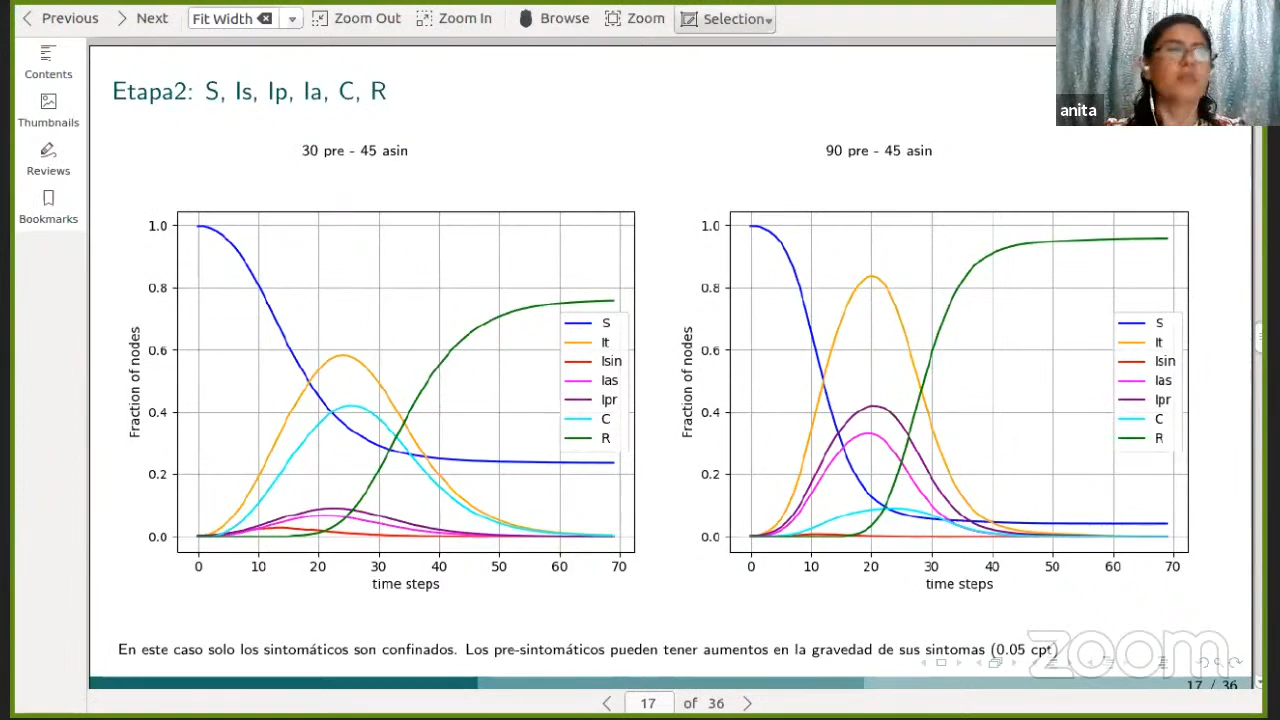 Previous Next Fit Width Zoom Out Zoom In Browse Zoom Selection
Contents
Thumbnails
Reviews
Bookmarks
anita
Etapa2: S, Is, Ip, Ia, C, R
30 pre - 45 asin
1.0
0.8
0.6
0.4
0.2
0.0
Fraction of nodes
0 10 20 30 40 50 60 70
time steps
S
It
Isin
Ias
Ipr
C
R
90 pre - 45 asin
1.0
0.8
0.6
0.4
0.2
0.0
Fraction of nodes
0 10 20 30 40 50 60 70
time steps
S
It
Isin
Ias
Ipr
C
R
En este caso solo los sintomáticos son confinados. Los pre-sintomáticos pueden tener aumentos en la gravedad de sus sintomas (0.05 cpt)
zoom
17 / 36
17 of 36